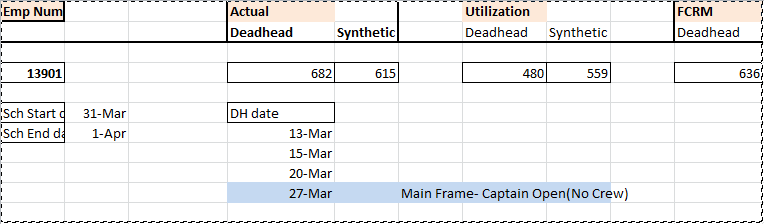 Emp Num Actual Utilization FCRM
Deadhead Synthetic Deadhead Synthetic Deadhead
13901 682 615 480 559 636
Sch Start d 31-Mar DH date
Sch End da 1-Apr 13-Mar
15-Mar
20-Mar
27-Mar Main Frame- Captain Open(No Crew)